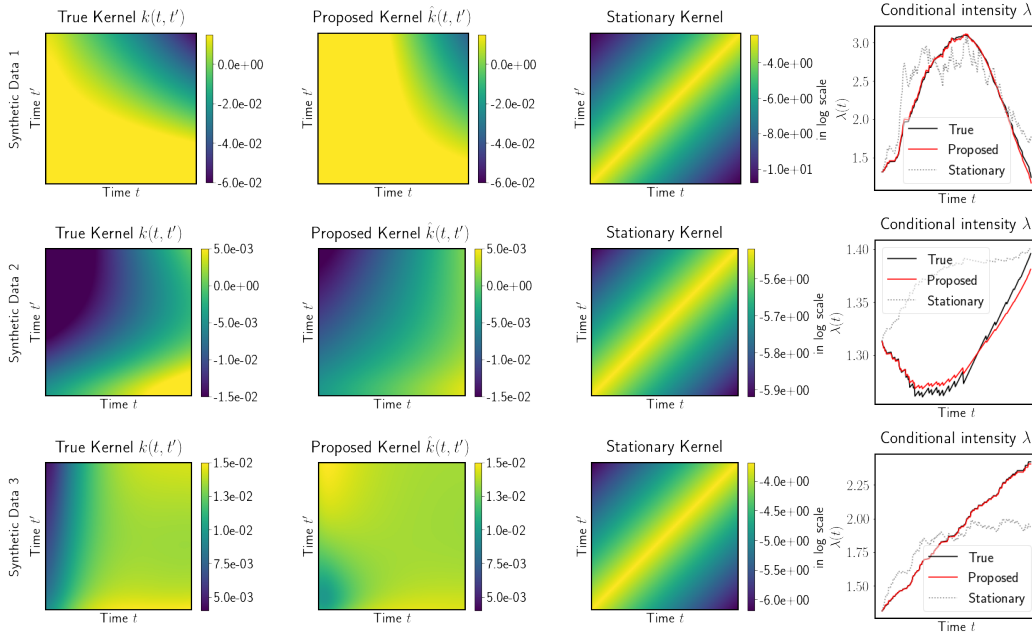 True Kernel k(t, t′)
Proposed Kernel k̂(t, t′)
Stationary Kernel
Conditional intensity λ
Synthetic Data 1
Time t′
Time t
0.0e+00
-2.0e-02
-4.0e-02
-6.0e-02
Time t′
Time t
0.0e+00
-2.0e-02
-4.0e-02
-6.0e-02
Time t
-4.0e+00
-6.0e+00
-8.0e+00
-1.0e+01
in log scale
λ(t)
3.0
2.5
2.0
1.5
True
Proposed
Stationary
Time t
True Kernel k(t, t′)
Proposed Kernel k̂(t, t′)
Stationary Kernel
Conditional intensity λ
Synthetic Data 2
Time t′
Time t
5.0e-03
0.0e+00
-5.0e-03
-1.0e-02
-1.5e-02
Time t′
Time t
5.0e-03
0.0e+00
-5.0e-03
-1.0e-02
-1.5e-02
Time t
-5.6e+00
-5.7e+00
-5.8e+00
-5.9e+00
in log scale
λ(t)
1.40
1.35
1.30
True
Proposed
Stationary
Time t
True Kernel k(t, t′)
Proposed Kernel k̂(t, t′)
Stationary Kernel
Conditional intensity λ
Synthetic Data 3
Time t′
Time t
1.5e-02
1.3e-02
1.0e-02
7.5e-03
5.0e-03
Time t′
Time t
1.5e-02
1.3e-02
1.0e-02
7.5e-03
5.0e-03
Time t
-4.0e+00
-4.5e+00
-5.0e+00
-5.5e+00
-6.0e+00
in log scale
λ(t)
2.25
2.00
1.75
1.50
True
Proposed
Stationary
Time t